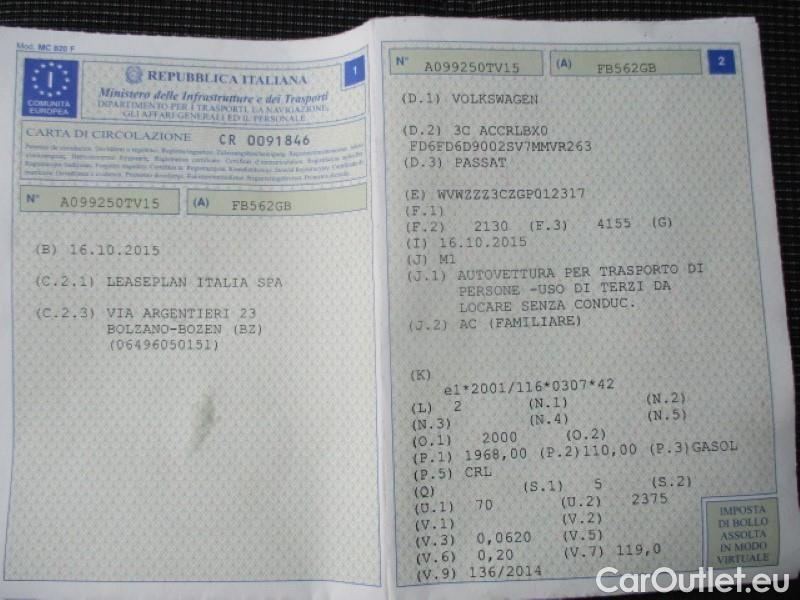 Mod. MC 820 F
I
COMUNITÀ
EUROPEA
REPUBBLICA ITALIANA
1
Ministero delle Infrastrutture e dei Trasporti
DIPARTIMENTO PER I TRASPORTI, LA NAVIGAZIONE,
GLI AFFARI GENERALI ED IL PERSONALE
CARTA DI CIRCOLAZIONE CR 0091846
N° A099250TV15 (A) FB562GB
(B) 16.10.2015
(C.2.1) LEASEPLAN ITALIA SPA
(C.2.3) VIA ARGENTIERI 23
BOLZANO-BOZEN (BZ)
(06496050151)
N° A099250TV15 (A) FB562GB 2
(D.1) VOLKSWAGEN
(D.2) 3C ACCRLBX0
FD6FD6D9002SV7MMVR263
(D.3) PASSAT
(E) WVWZZZ3CZGP012317
(F.1)
(F.2) 2130 (F.3) 4155 (G)
(I) 16.10.2015
(J) M1
(J.1) AUTOVETTURA PER TRASPORTO DI
PERSONE -USO DI TERZI DA
LOCARE SENZA CONDUC.
(J.2) AC (FAMILIARE)
(K)
e1*2001/116*0307*42
(L) 2 (N.1) (N.2)
(N.3) (N.4) (N.5)
(O.1) 2000 (O.2)
(P.1) 1968,00 (P.2)110,00 (P.3)GASOL
(P.5) CRL
(Q) (S.1) 5 (S.2)
(U.1) 70 (U.2) 2375
(V.1) (V.2)
(V.3) 0,0620 (V.5)
(V.6) 0,20 (V.7) 119,0
(V.9) 136/2014
IMPOSTA
DI BOLLO
ASSOLTA
IN MODO
VIRTUALE
CarOutlet.eu